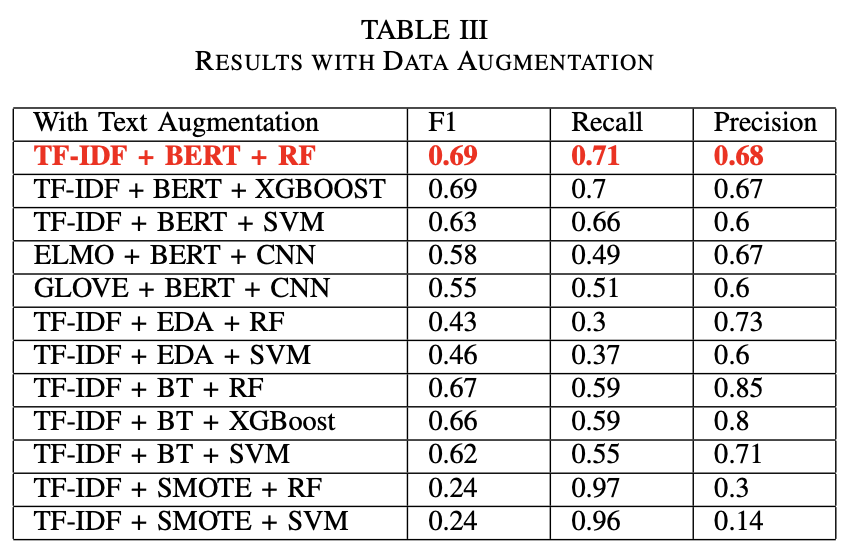 TABLE III
RESULTS WITH DATA AUGMENTATION
With Text Augmentation F1 Recall Precision
TF-IDF + BERT + RF 0.69 0.71 0.68
TF-IDF + BERT + XGBOOST 0.69 0.7 0.67
TF-IDF + BERT + SVM 0.63 0.66 0.6
ELMO + BERT + CNN 0.58 0.49 0.67
GLOVE + BERT + CNN 0.55 0.51 0.6
TF-IDF + EDA + RF 0.43 0.3 0.73
TF-IDF + EDA + SVM 0.46 0.37 0.6
TF-IDF + BT + RF 0.67 0.59 0.85
TF-IDF + BT + XGBoost 0.66 0.59 0.8
TF-IDF + BT + SVM 0.62 0.55 0.71
TF-IDF + SMOTE + RF 0.24 0.97 0.3
TF-IDF + SMOTE + SVM 0.24 0.96 0.14